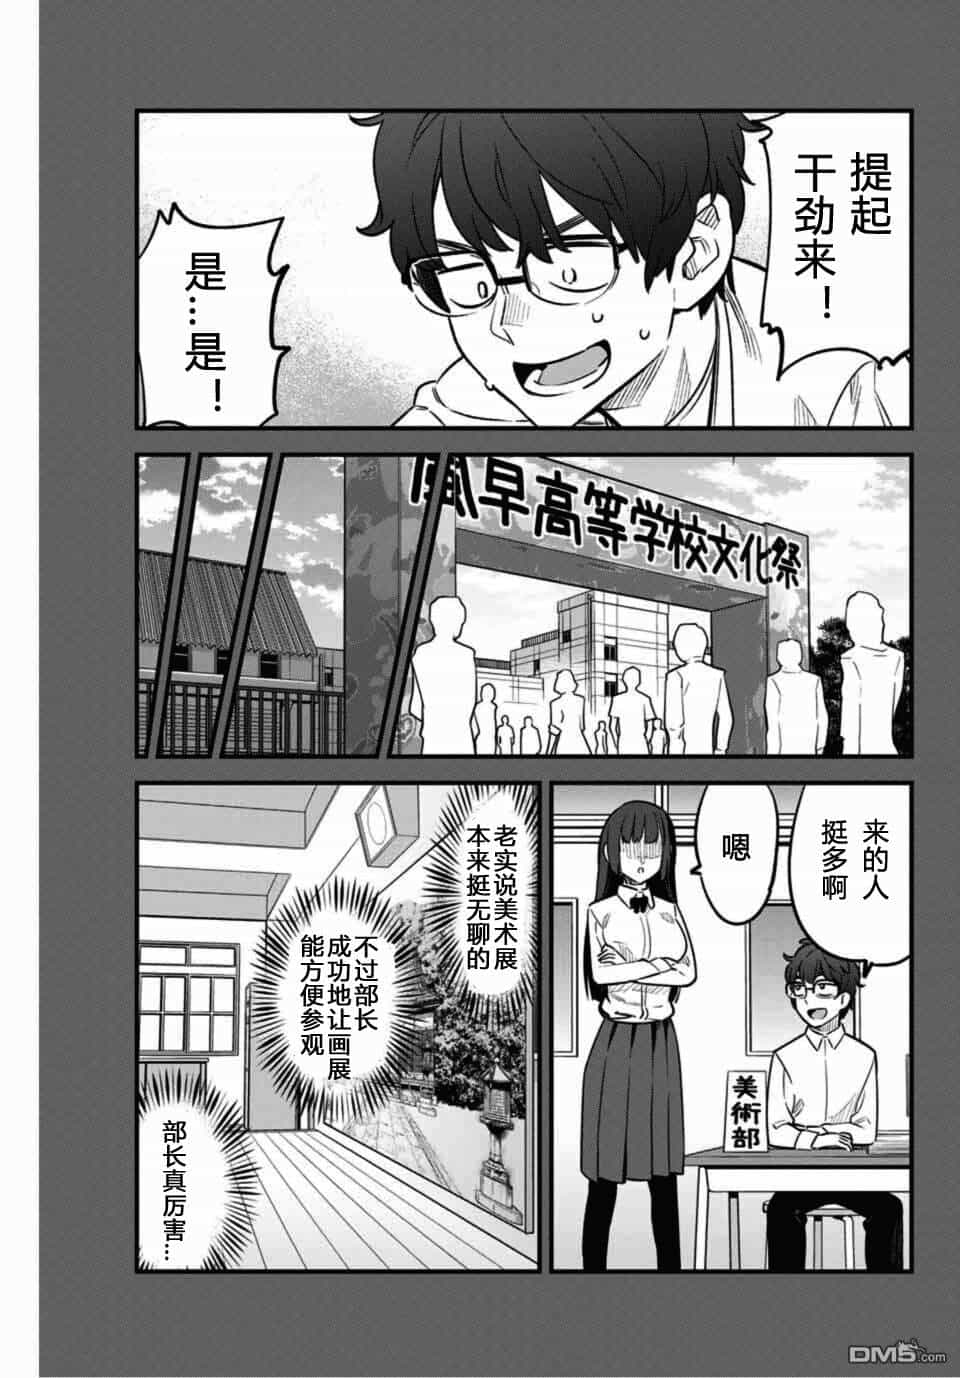 提起
干劲来！
是…是！
風早高等学校文化祭
来的人
挺多啊
嗯
美術部
老实说美术展
本来挺无聊的
不过部长
成功地让画展
能方便参观
部长真厉害…
DM5.com